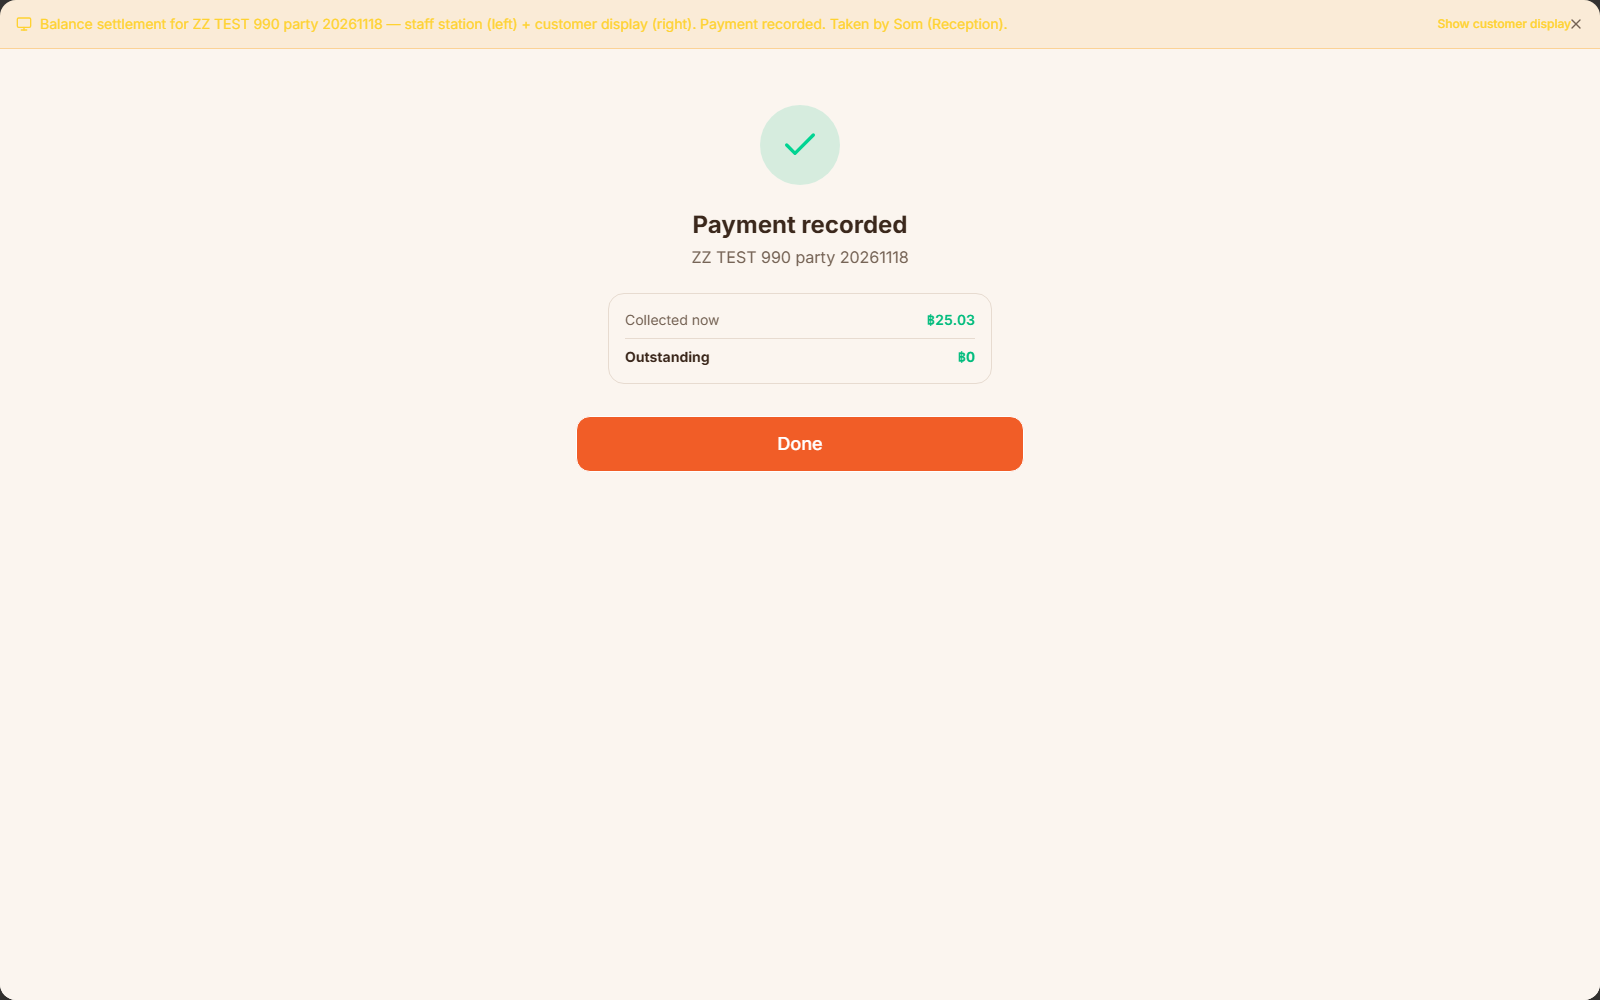 Balance settlement for ZZ TEST 990 party 20261118 — staff station (left) + customer display (right). Payment recorded. Taken by Som (Reception).
Show customer display
Payment recorded
ZZ TEST 990 party 20261118
Collected now ฿25.03
Outstanding ฿0
Done